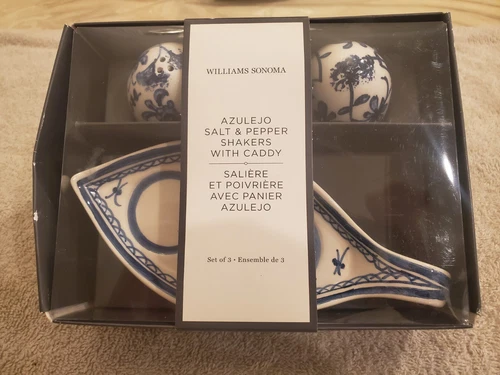 WILLIAMS SONOMA
AZULEJO
SALT & PEPPER
SHAKERS
WITH CADDY
SALIÈRE
ET POIVRIÈRE
AVEC PANIER
AZULEJO
Set of 3 • Ensemble de 3